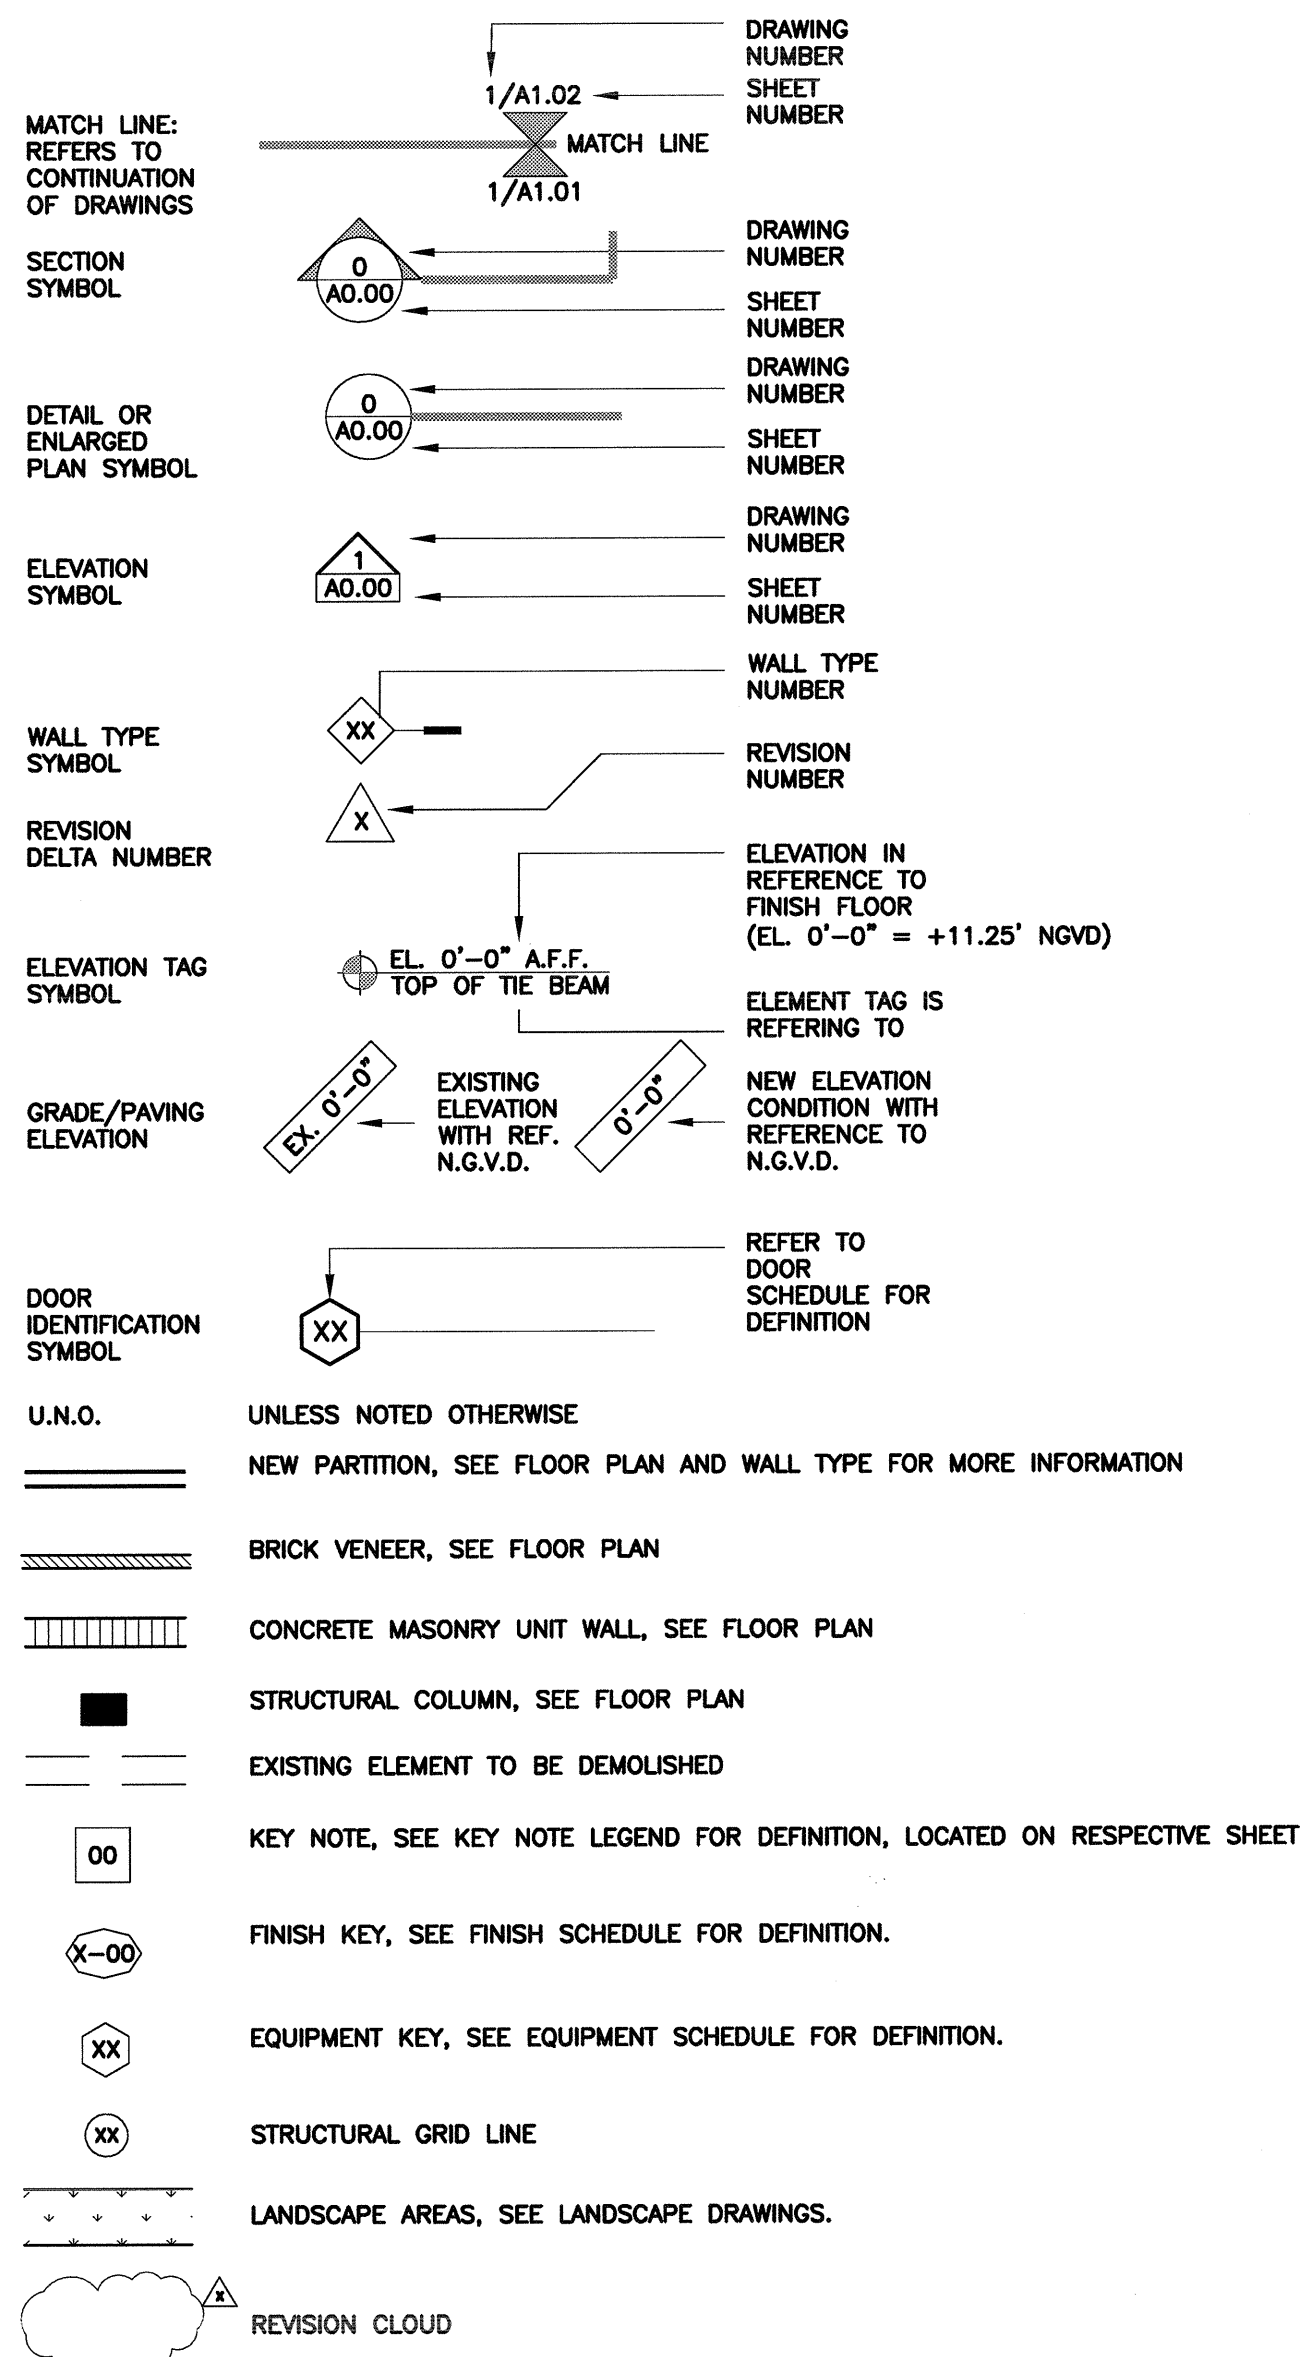 DRAWING
NUMBER
1/A1.02
SHEET
NUMBER
MATCH LINE:
REFERS TO
CONTINUATION
OF DRAWINGS
MATCH LINE
1/A1.01
SECTION
SYMBOL
0
A0.00
DRAWING
NUMBER
SHEET
NUMBER
DETAIL OR
ENLARGED
PLAN SYMBOL
0
A0.00
DRAWING
NUMBER
SHEET
NUMBER
ELEVATION
SYMBOL
1
A0.00
DRAWING
NUMBER
SHEET
NUMBER
WALL TYPE
SYMBOL
XX
WALL TYPE
NUMBER
REVISION
DELTA NUMBER
X
REVISION
NUMBER
ELEVATION TAG
SYMBOL
EL. 0'-0" A.F.F.
TOP OF TIE BEAM
ELEVATION IN
REFERENCE TO
FINISH FLOOR
(EL. 0'-0" = +11.25' NGVD)
ELEMENT TAG IS
REFERING TO
GRADE/PAVING
ELEVATION
EX. 0'-0"
EXISTING
ELEVATION
WITH REF.
N.G.V.D.
0'-0"
NEW ELEVATION
CONDITION WITH
REFERENCE TO
N.G.V.D.
DOOR
IDENTIFICATION
SYMBOL
XX
REFER TO
DOOR
SCHEDULE FOR
DEFINITION
U.N.O. UNLESS NOTED OTHERWISE
NEW PARTITION, SEE FLOOR PLAN AND WALL TYPE FOR MORE INFORMATION
BRICK VENEER, SEE FLOOR PLAN
CONCRETE MASONRY UNIT WALL, SEE FLOOR PLAN
STRUCTURAL COLUMN, SEE FLOOR PLAN
EXISTING ELEMENT TO BE DEMOLISHED
00 KEY NOTE, SEE KEY NOTE LEGEND FOR DEFINITION, LOCATED ON RESPECTIVE SHEET
X-00 FINISH KEY, SEE FINISH SCHEDULE FOR DEFINITION.
XX EQUIPMENT KEY, SEE EQUIPMENT SCHEDULE FOR DEFINITION.
XX STRUCTURAL GRID LINE
LANDSCAPE AREAS, SEE LANDSCAPE DRAWINGS.
X REVISION CLOUD